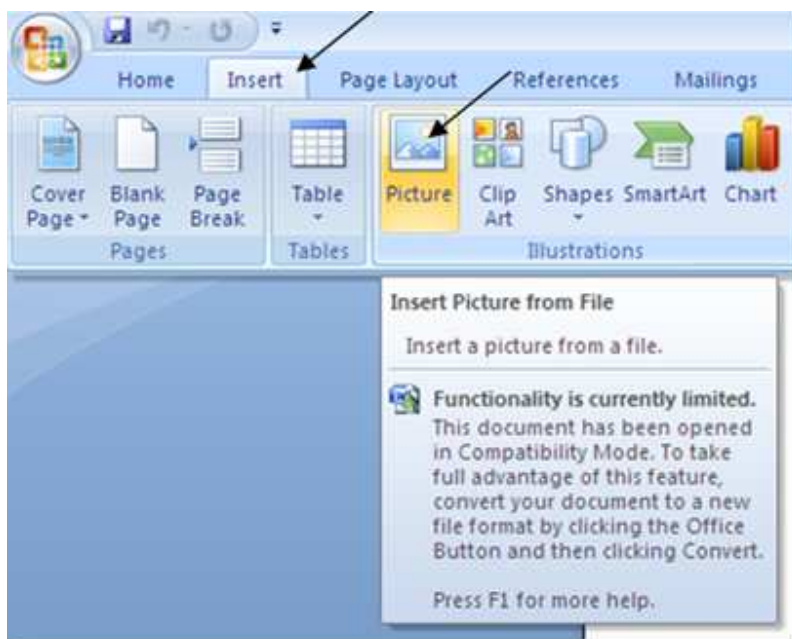 Home Insert Page Layout References Mailings
Cover Page Blank Page Page Break Table Picture Clip Art Shapes SmartArt Chart
Pages Tables Illustrations
Insert Picture from File
Insert a picture from a file.
Functionality is currently limited.
This document has been opened
in Compatibility Mode. To take
full advantage of this feature,
convert your document to a new
file format by clicking the Office
Button and then clicking Convert.
Press F1 for more help.